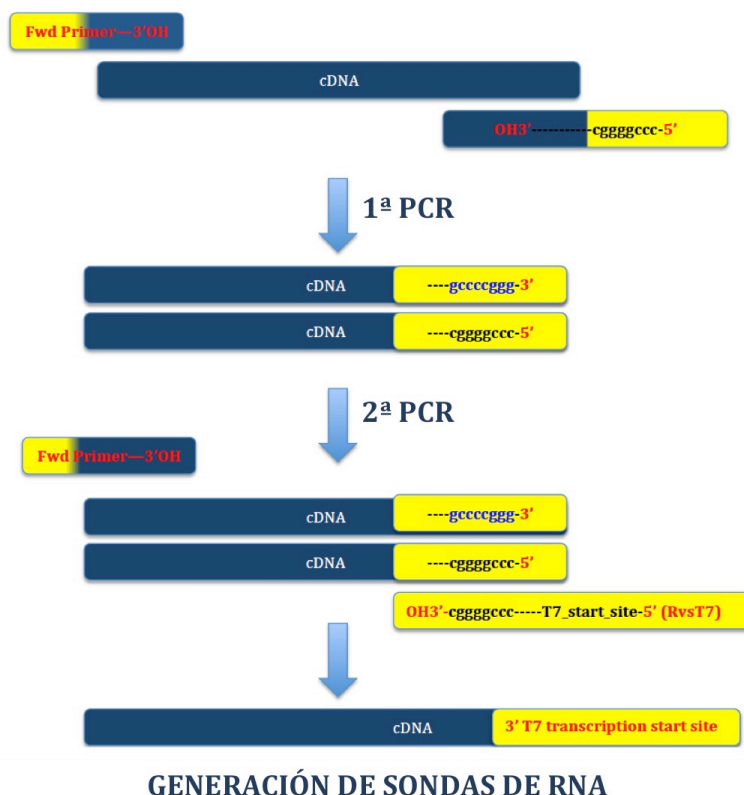 Fwd Primer—3'OH
cDNA
OH3'-----------cggggccc-5'
1ª PCR
cDNA
----gccccggg-3'
cDNA
----cggggccc-5'
2ª PCR
Fwd Primer—3'OH
cDNA
----gccccggg-3'
cDNA
----cggggccc-5'
OH3'-cggggccc-----T7_start_site-5' (RvsT7)
cDNA
3' T7 transcription start site
GENERACIÓN DE SONDAS DE RNA